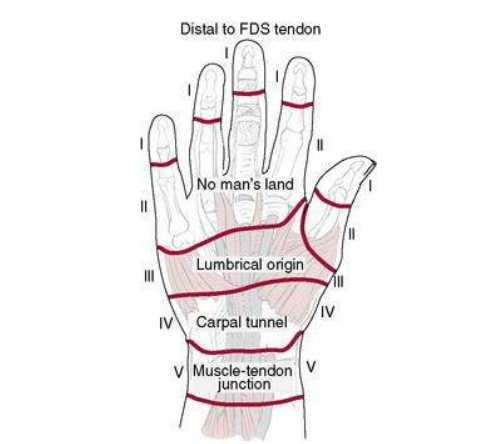 Distal to FDS tendon
I
I
I
I
I
II
No man's land
II
II
Lumbrical origin
III
III
IV
Carpal tunnel
IV
V
Muscle-tendon
junction
V